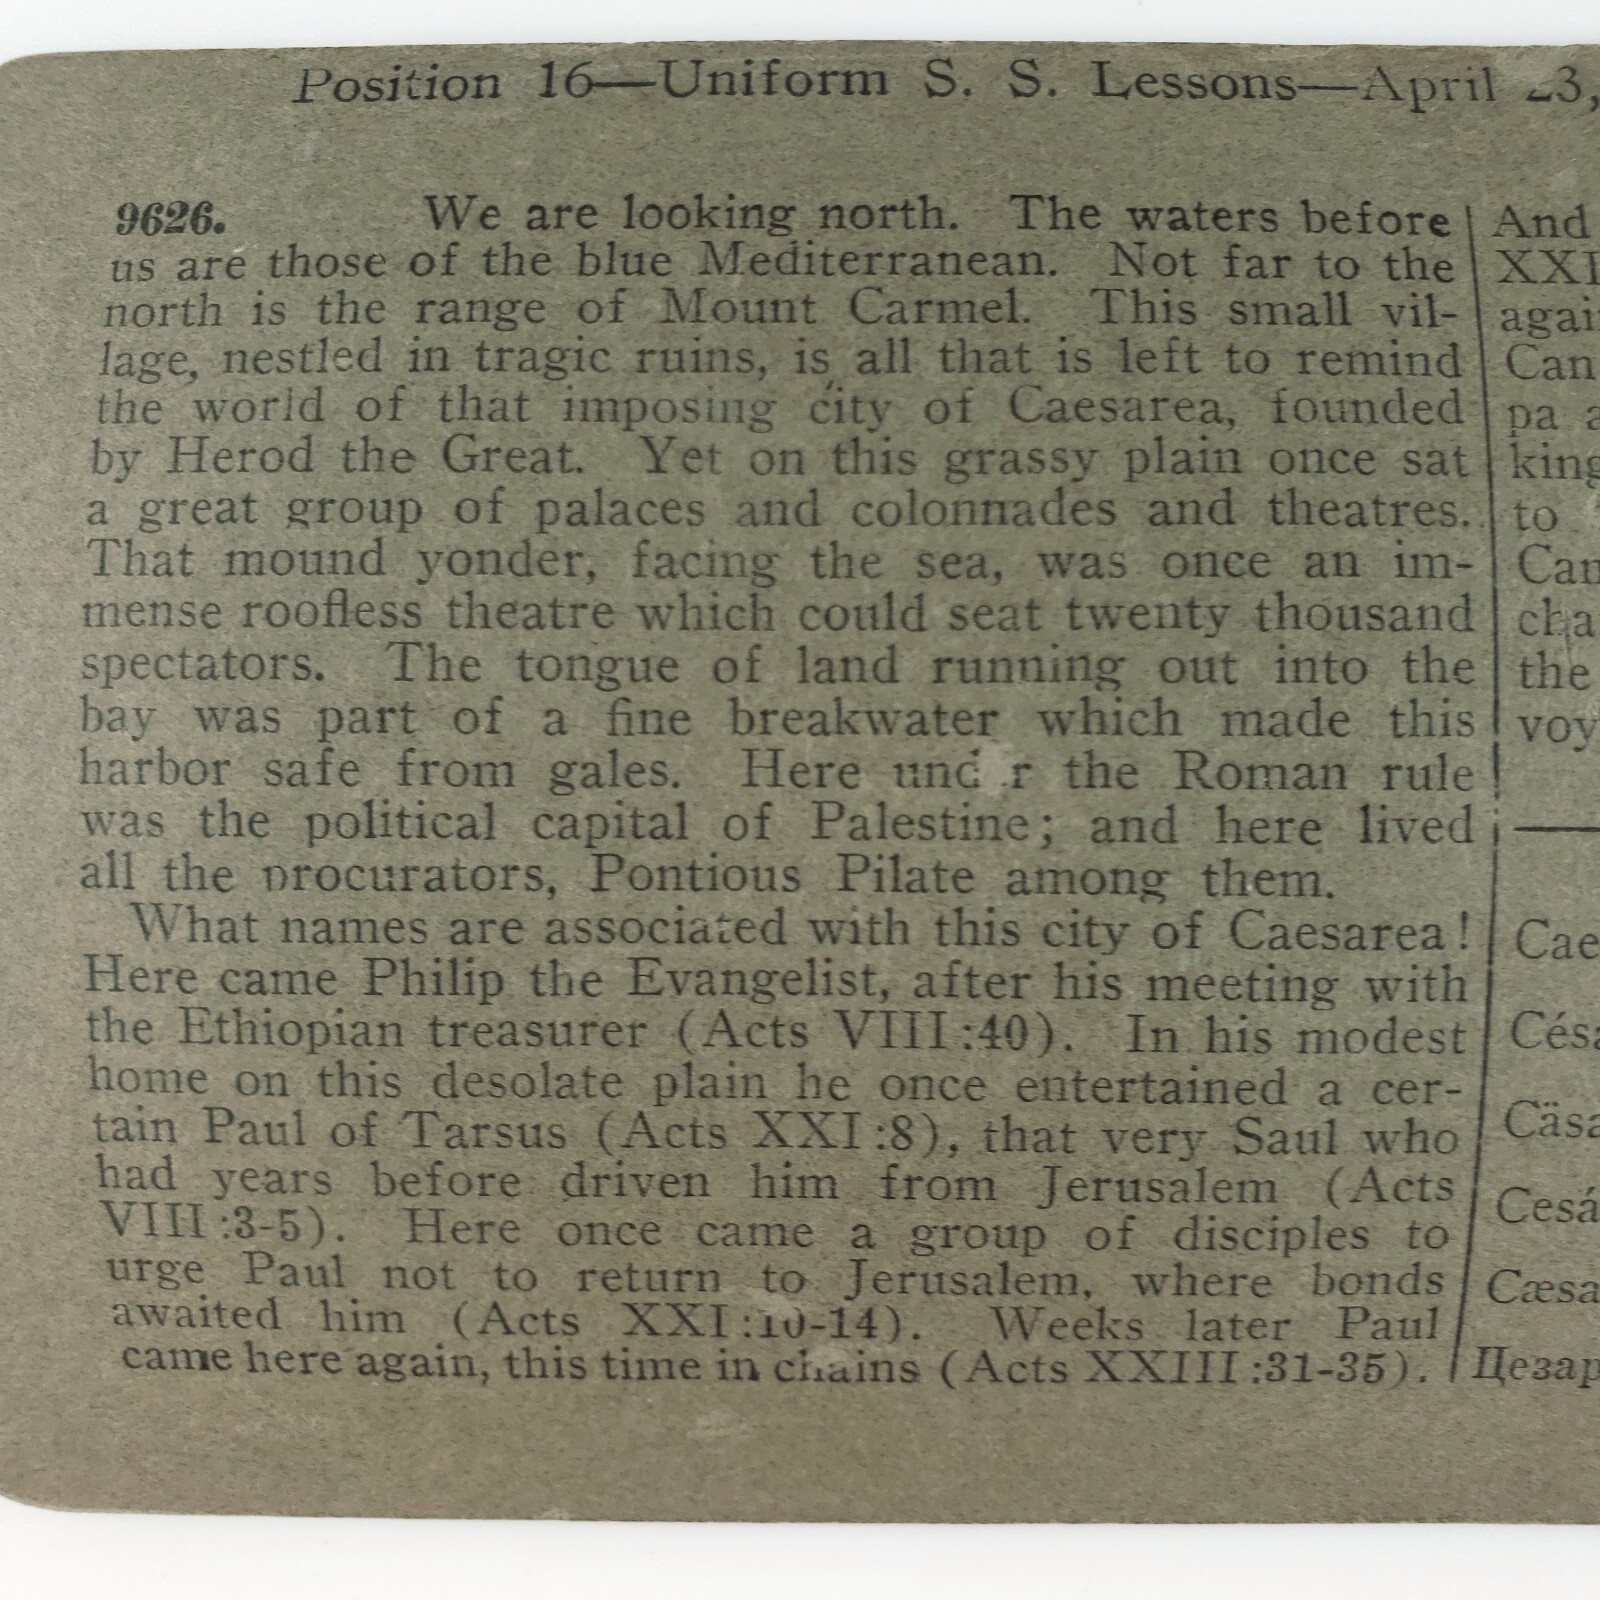 Position 16—Uniform S. S. Lessons—April 23,
9626. We are looking north. The waters before
us are those of the blue Mediterranean. Not far to the
north is the range of Mount Carmel. This small vil-
lage, nestled in tragic ruins, is all that is left to remind
the world of that imposing city of Caesarea, founded
by Herod the Great. Yet on this grassy plain once sat
a great group of palaces and colonnades and theatres.
That mound yonder, facing the sea, was once an im-
mense roofless theatre which could seat twenty thousand
spectators. The tongue of land running out into the
bay was part of a fine breakwater which made this
harbor safe from gales. Here under the Roman rule
was the political capital of Palestine; and here lived
all the procurators, Pontious Pilate among them.
What names are associated with this city of Caesarea!
Here came Philip the Evangelist, after his meeting with
the Ethiopian treasurer (Acts VIII:40). In his modest
home on this desolate plain he once entertained a cer-
tain Paul of Tarsus (Acts XXI:8), that very Saul who
had years before driven him from Jerusalem (Acts
VIII:3-5). Here once came a group of disciples to
urge Paul not to return to Jerusalem, where bonds
awaited him (Acts XXI:10-14). Weeks later Paul
came here again, this time in chains (Acts XXIII:31-35).
And
XXI
agai
Can
pa a
king
to
Can
cha
the
voy
Cae
Césa
Cäsa
Cesá
Cæsa
Цезар